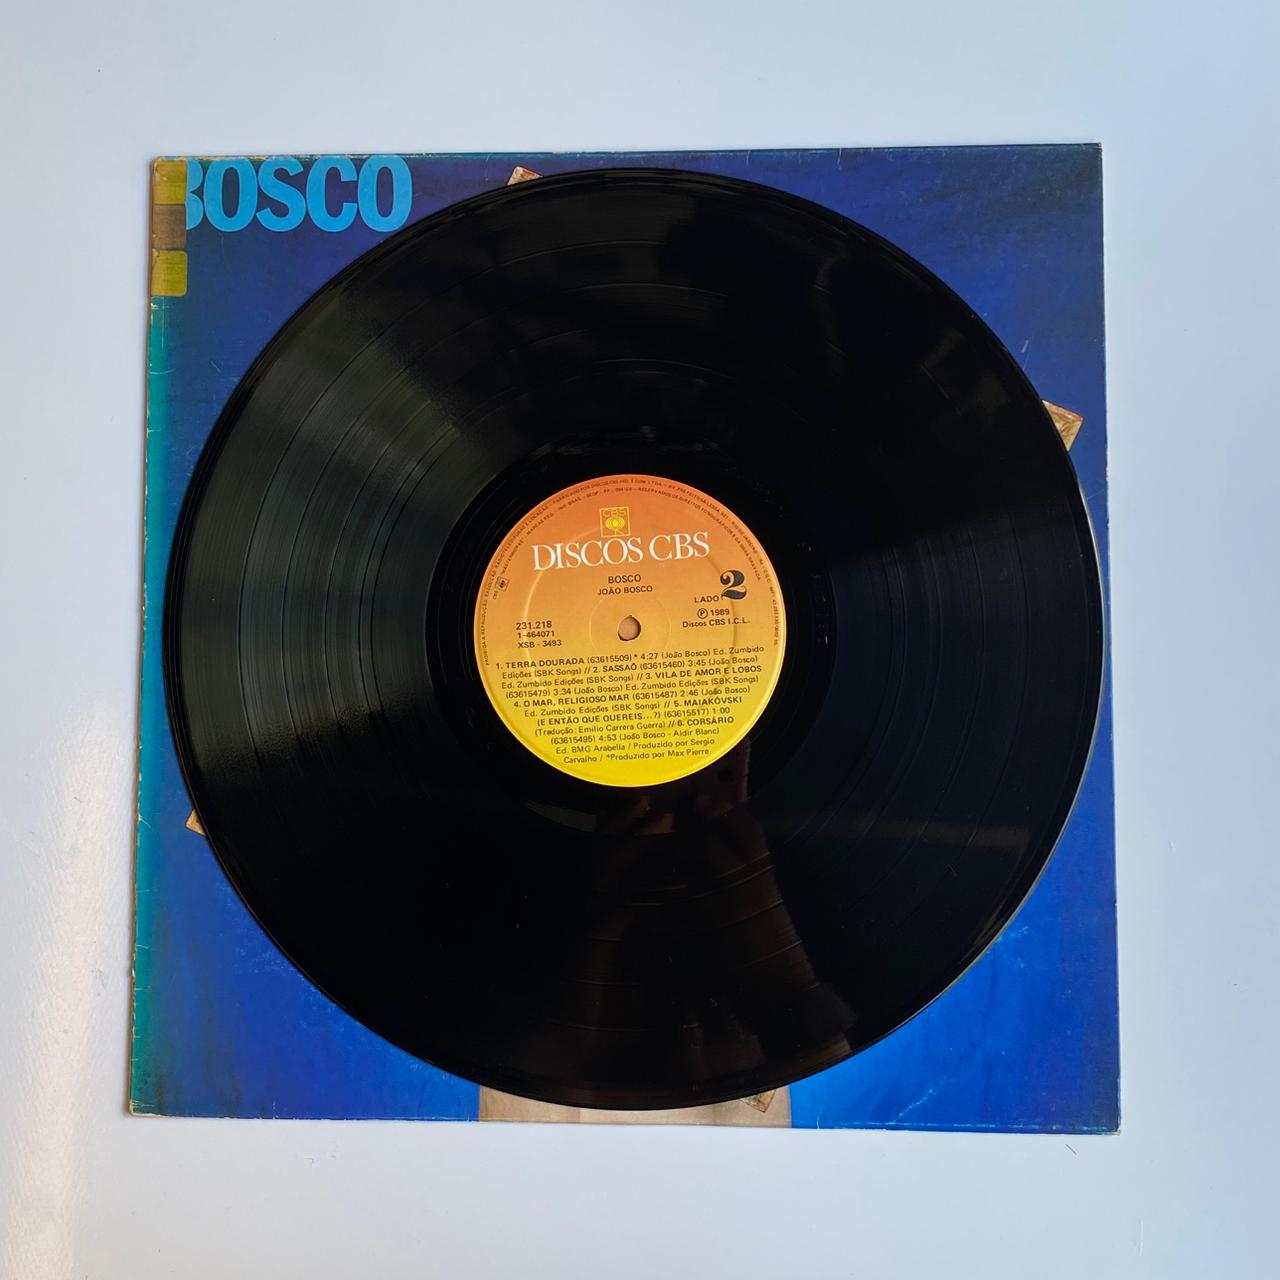 BOSCO
CBS
DISCOS CBS
BOSCO
JOÃO BOSCO
LADO 2
231.218
1-464071
XSB - 3493
℗ 1989
Discos CBS I.C.L.
1. TERRA DOURADA (63615509) * 4:27 (João Bosco) Ed. Zumbido
Edições (SBK Songs) // 2. SASSAÔ (63615460) 3:45 (João Bosco)
Ed. Zumbido Edições (SBK Songs) // 3. VILA DE AMOR E LOBOS
(63615479) 3:34 (João Bosco) Ed. Zumbido Edições (SBK Songs)
4. O MAR, RELIGIOSO MAR (63615487) 2:46 (João Bosco)
Ed. Zumbido Edições (SBK Songs) // 5. MAIAKÓVSKI
(E ENTÃO QUE QUEREIS...?) (63615517) 1:00
(Tradução: Emilio Carrera Guerra) // 6. CORSÁRIO
(63615495) 4:53 (João Bosco - Aldir Blanc)
Ed. BMG Arabella / Produzido por Sergio
Carvalho / *Produzido por Max Pierre